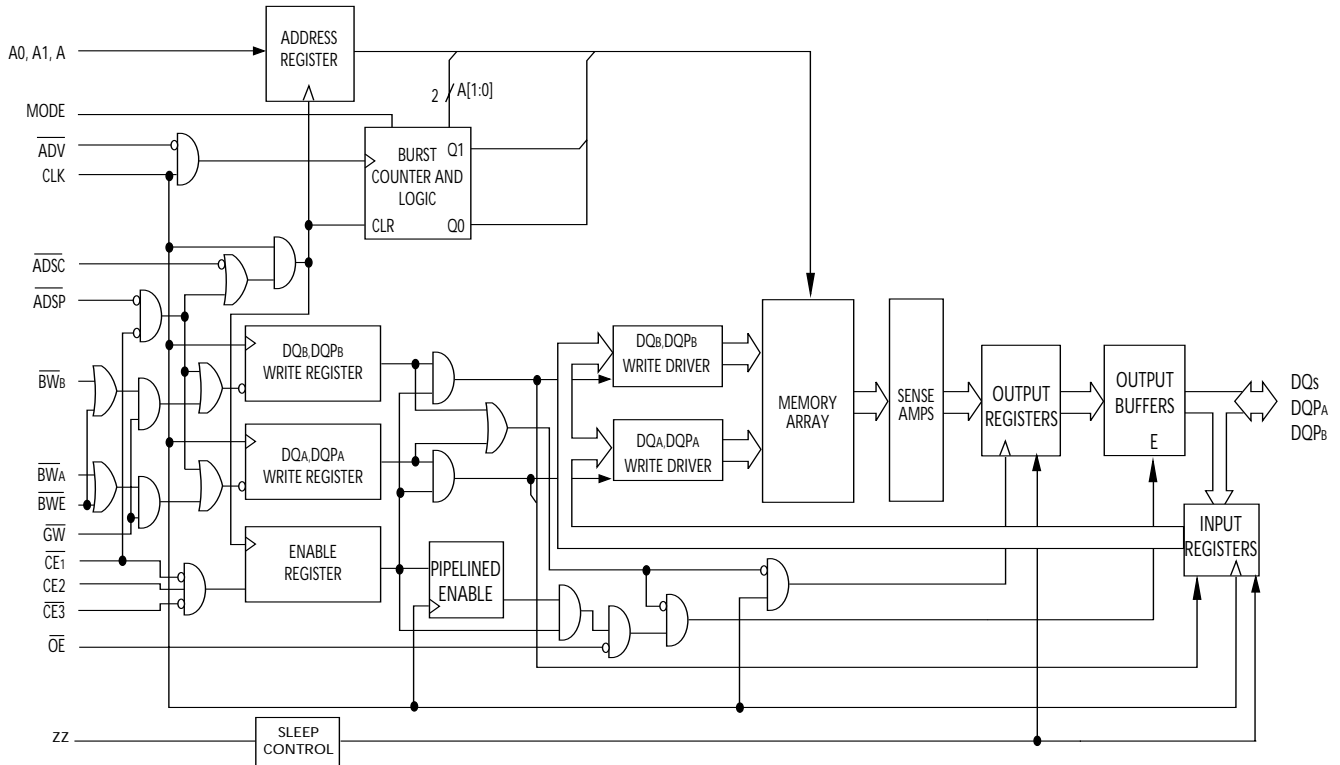 A0, A1, A
ADDRESS
REGISTER
2
A[1:0]
MODE
ADV
CLK
BURST
COUNTER AND
LOGIC
Q1
CLR
Q0
ADSC
ADSP
DQB,DQPB
WRITE REGISTER
DQB,DQPB
WRITE DRIVER
BWB
MEMORY
ARRAY
SENSE
AMPS
OUTPUT
REGISTERS
OUTPUT
BUFFERS
E
DQs
DQPA
DQPB
DQA,DQPA
WRITE REGISTER
DQA,DQPA
WRITE DRIVER
BWA
BWE
GW
INPUT
REGISTERS
CE1
CE2
CE3
ENABLE
REGISTER
PIPELINED
ENABLE
OE
ZZ
SLEEP
CONTROL